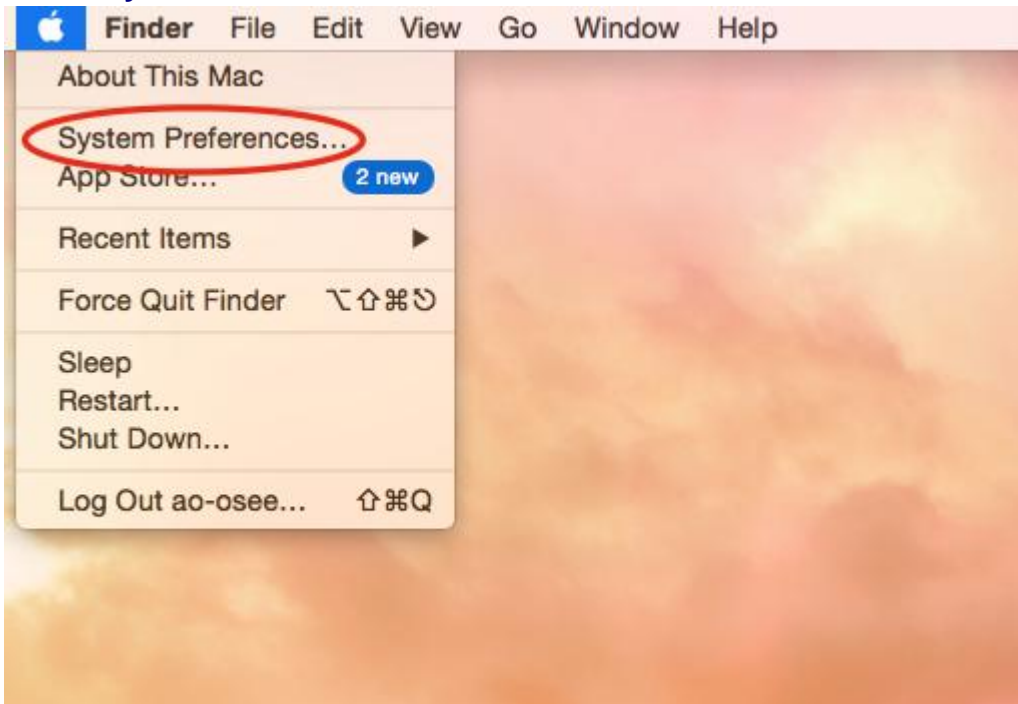 Finder File Edit View Go Window Help
About This Mac
System Preferences...
App Store... 2 new
Recent Items ▶
Force Quit Finder ⌥⇧⌘⎋
Sleep
Restart...
Shut Down...
Log Out ao-osee... ⇧⌘Q